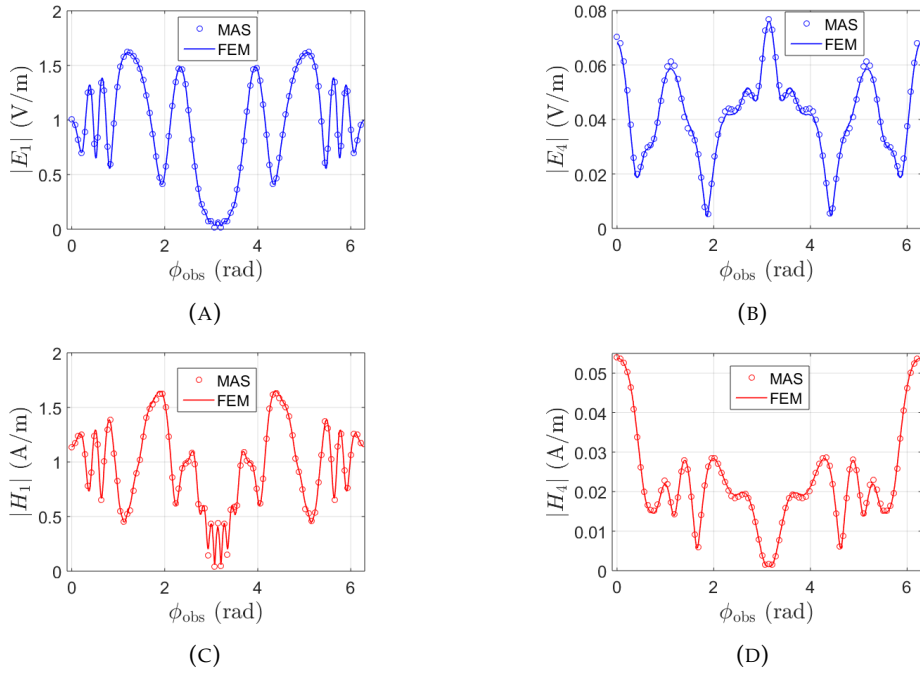 2
1.5
1
0.5
0
|E₁| (V/m)
MAS
FEM
0 2 4 6
ϕobs (rad)
(A)
0.08
0.06
0.04
0.02
0
|E₄| (V/m)
MAS
FEM
0 2 4 6
ϕobs (rad)
(B)
2
1.5
1
0.5
0
|H₁| (A/m)
MAS
FEM
0 2 4 6
ϕobs (rad)
(C)
0.05
0.04
0.03
0.02
0.01
0
|H₄| (A/m)
MAS
FEM
0 2 4 6
ϕobs (rad)
(D)